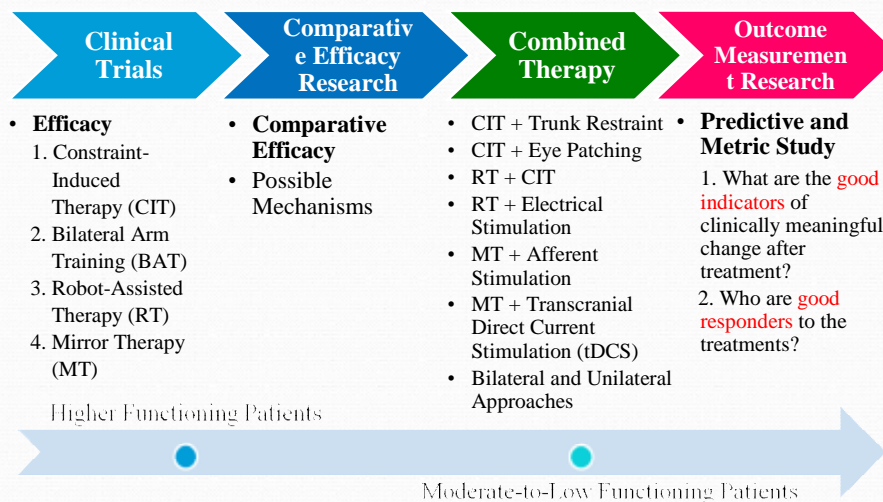 Clinical
Trials
Comparativ
e Efficacy
Research
Combined
Therapy
Outcome
Measuremen
t Research
• Efficacy
1. Constraint-
Induced
Therapy (CIT)
2. Bilateral Arm
Training (BAT)
3. Robot-Assisted
Therapy (RT)
4. Mirror Therapy
(MT)
• Comparative
Efficacy
• Possible
Mechanisms
• CIT + Trunk Restraint
• CIT + Eye Patching
• RT + CIT
• RT + Electrical
Stimulation
• MT + Afferent
Stimulation
• MT + Transcranial
Direct Current
Stimulation (tDCS)
• Bilateral and Unilateral
Approaches
• Predictive and
Metric Study
1. What are the good
indicators of
clinically meaningful
change after
treatment?
2. Who are good
responders to the
treatments?
Higher Functioning Patients
Moderate-to-Low Functioning Patients